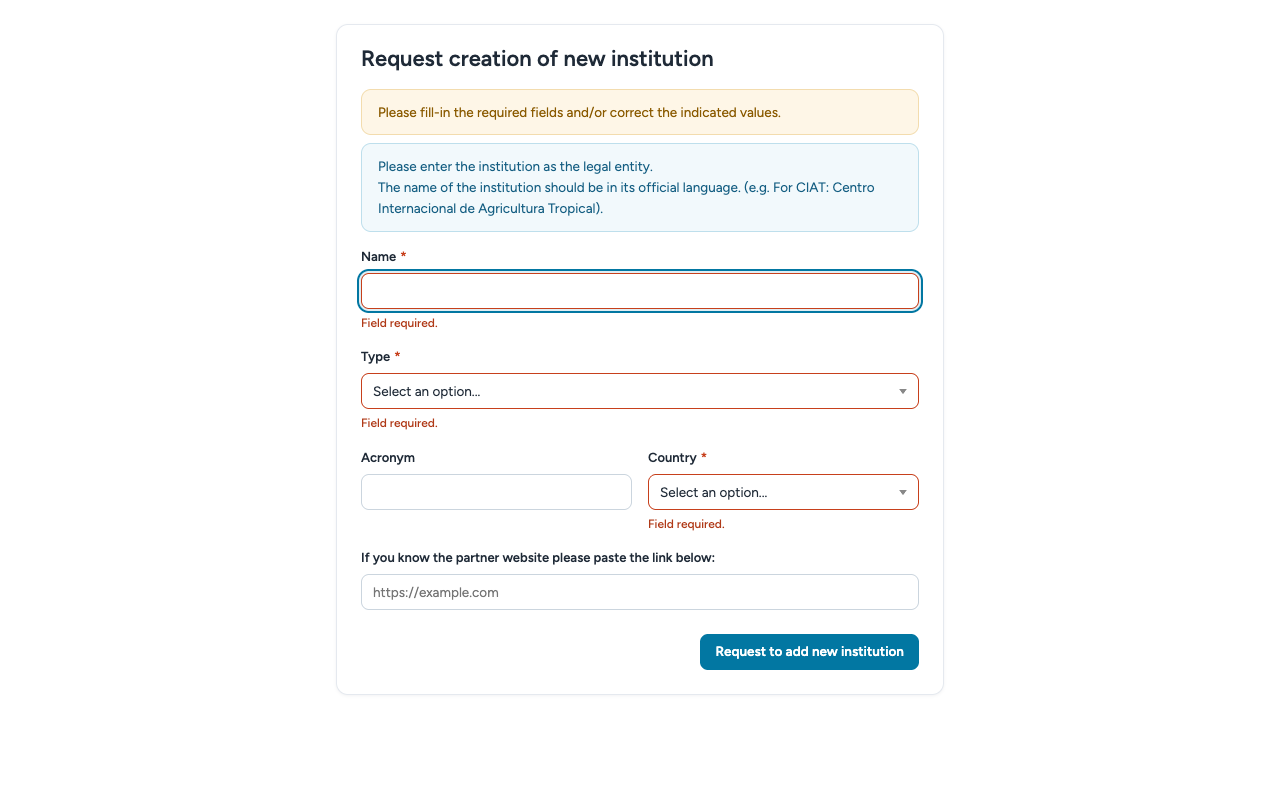 Request creation of new institution
Please fill-in the required fields and/or correct the indicated values.
Please enter the institution as the legal entity.
The name of the institution should be in its official language. (e.g. For CIAT: Centro
Internacional de Agricultura Tropical).
Name *
Field required.
Type *
Select an option...
Field required.
Acronym
Country *
Select an option...
Field required.
If you know the partner website please paste the link below:
https://example.com
Request to add new institution